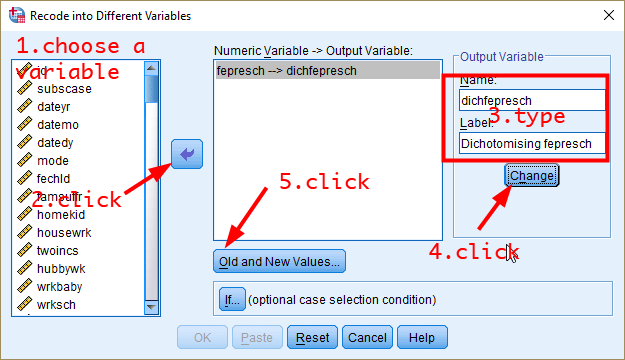 Recode into Different Variables
1.choose a
variable
id
subscase
dateyr
datemo
datedy
mode
fechld
famsuffr
homekid
housewrk
twoincs
hubbywk
wrkbaby
wrksch
2.click
Numeric Variable -> Output Variable:
fepresch --> dichfepresch
5.click
Old and New Values...
If... (optional case selection condition)
Output Variable
Name:
dichfepresch
3.type
Label:
Dichotomising fepresch
Change
4.click
OK Paste Reset Cancel Help